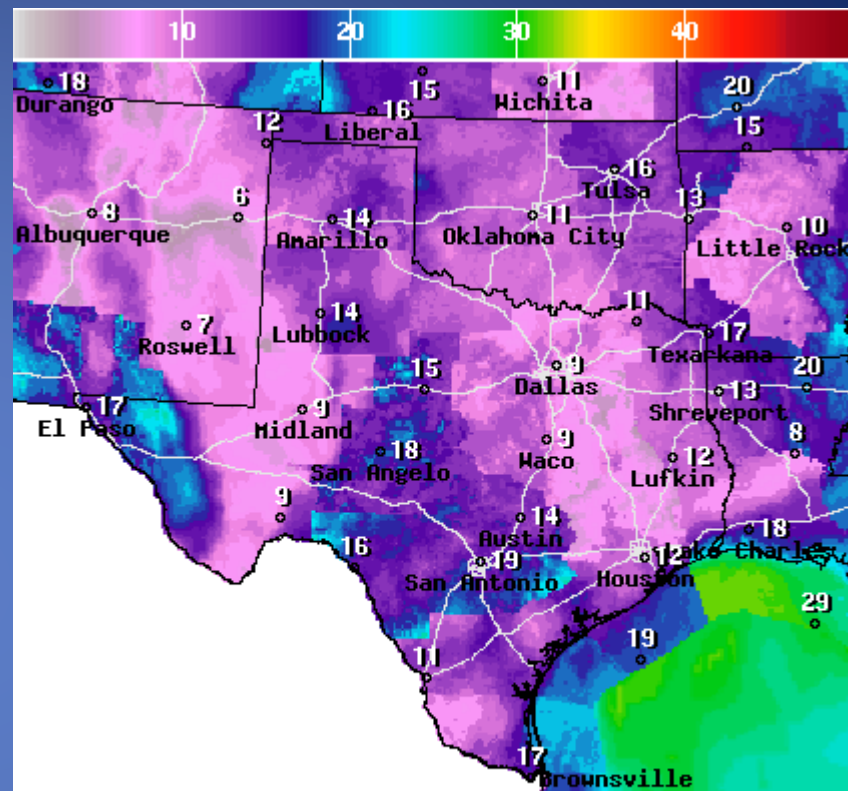 10 20 30 40
18 15 11 20
Durango Wichita
12 16 15
Liberal
16
Tulsa
8 6 14 11 13 10
Albuquerque Amarillo Oklahoma City Little Rock
7 14 11 17
Roswell Lubbock Texarkana
15 9 20
Dallas
17 9 13
El Paso Midland Shreveport
18 9 12 8
San Angelo Waco Lufkin
9 14 18
Austin
16 19 12 Lake Charles
San Antonio Houston
29
11 19
17
Brownsville